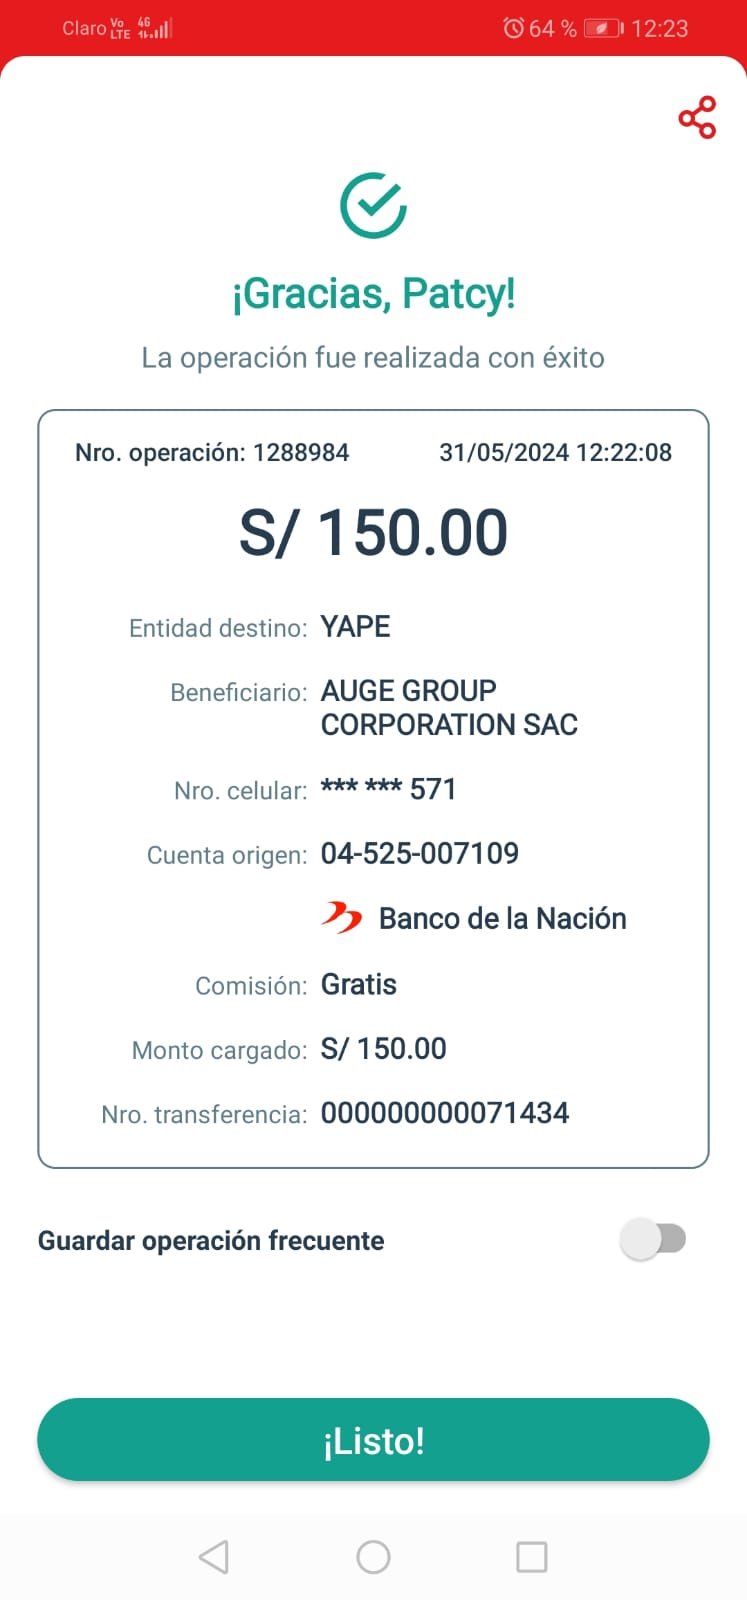 Claro Vo LTE 4G 64 % 12:23
¡Gracias, Patcy!
La operación fue realizada con éxito
Nro. operación: 1288984 31/05/2024 12:22:08
S/ 150.00
Entidad destino: YAPE
Beneficiario: AUGE GROUP
CORPORATION SAC
Nro. celular: *** *** 571
Cuenta origen: 04-525-007109
Banco de la Nación
Comisión: Gratis
Monto cargado: S/ 150.00
Nro. transferencia: 000000000071434
Guardar operación frecuente
¡Listo!